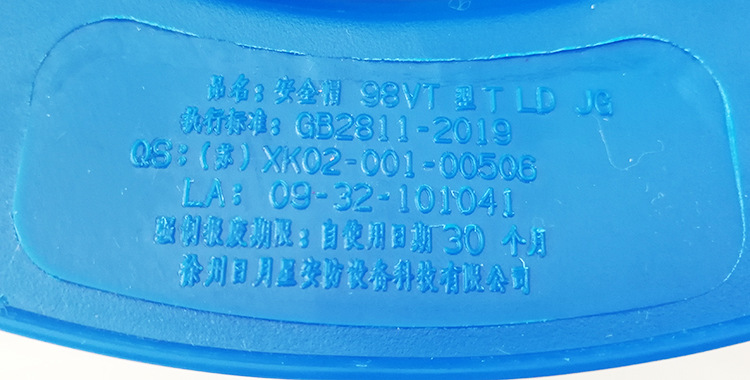 品名：安全帽 98VT 型 T LD JG
执行标准：GB2811-2019
QS：(苏) XK02-001-00506
LA： 09-32-101041
强制报废期限：自使用日期 30 个月
徐州日月星安防设备科技有限公司